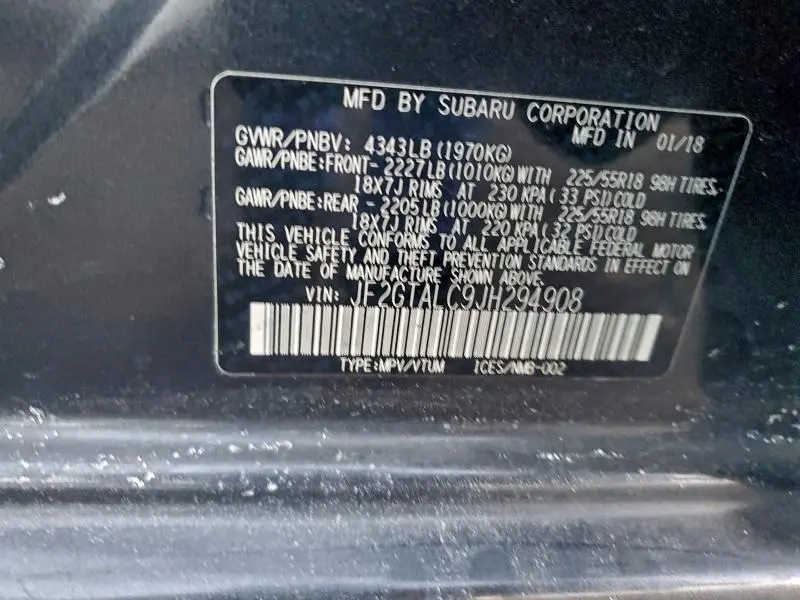 MFD BY SUBARU CORPORATION
MFD IN 01/18
GVWR/PNBV: 4343LB(1970KG)
GAWR/PNBE:FRONT- 2227LB(1010KG)WITH 225/55R18 98H TIRES,
18X7J RIMS AT 230 KPA( 33 PSI)COLD
GAWR/PNBE:REAR - 2205LB(1000KG)WITH 225/55R18 98H TIRES,
18X7J RIMS AT 220 KPA( 32 PSI)COLD
THIS VEHICLE CONFORMS TO ALL APPLICABLE FEDERAL MOTOR
VEHICLE SAFETY AND THEFT PREVENTION STANDARDS IN EFFECT ON
THE DATE OF MANUFACTURE SHOWN ABOVE.
VIN: JF2GTALC9JH294908
TYPE:MPV/VTUM ICES/NMB-002